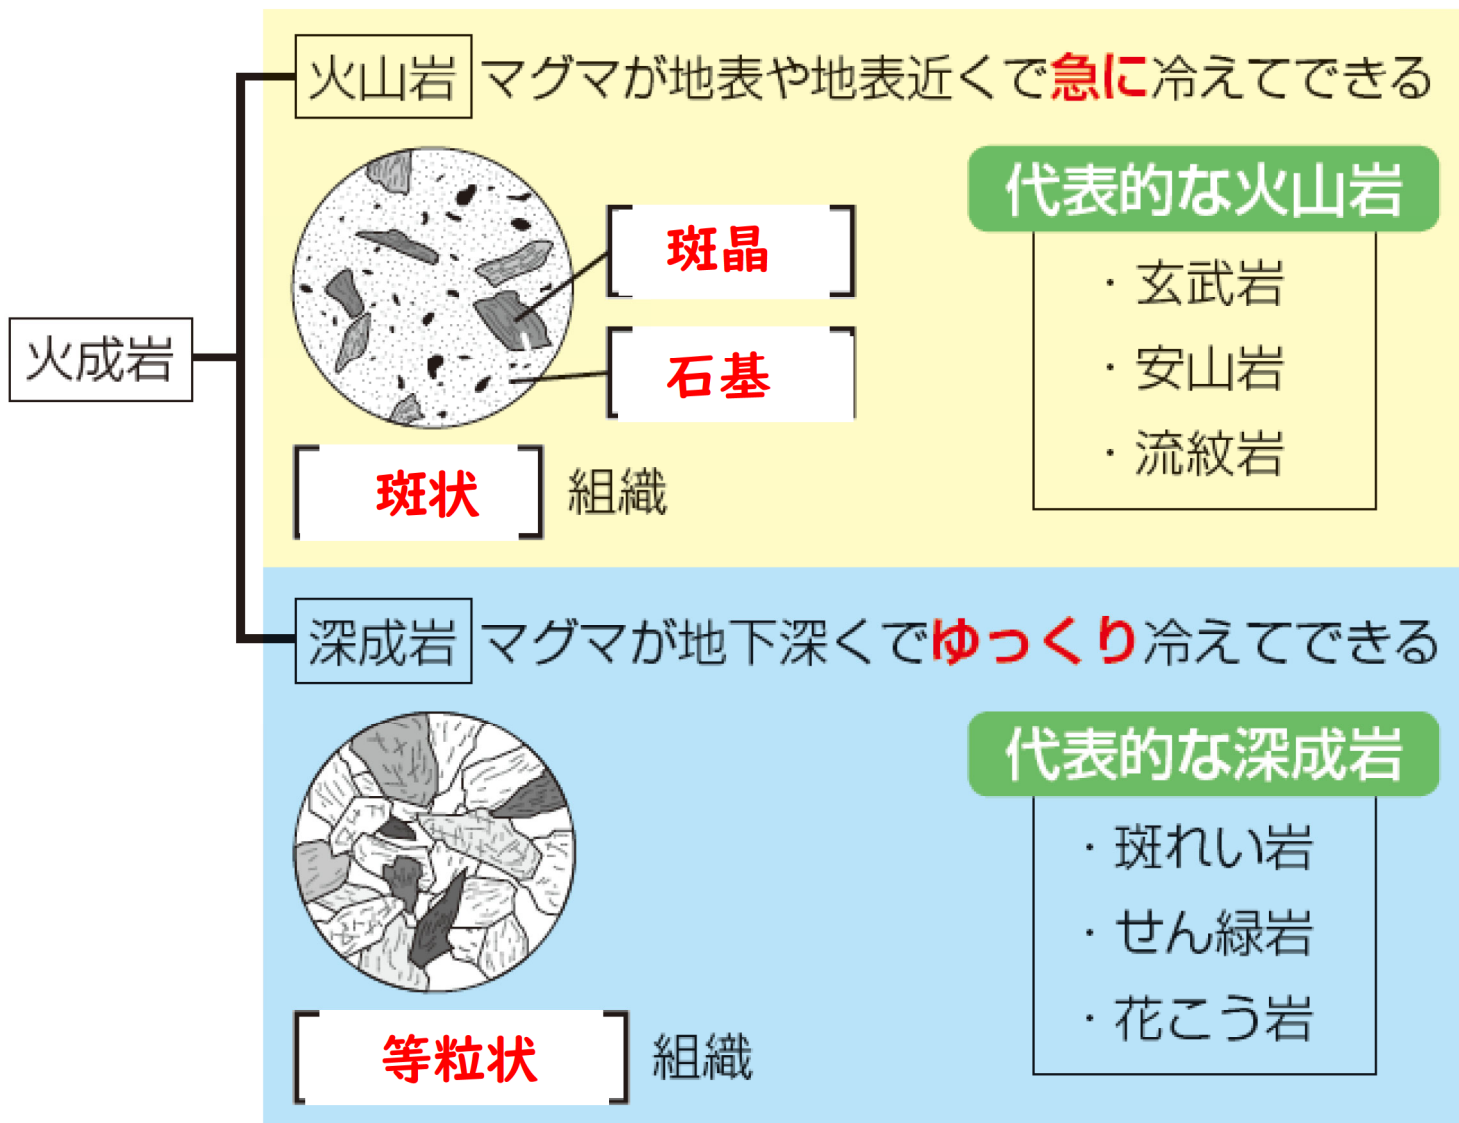 火成岩
火山岩 マグマが地表や地表近くで急に冷えてできる
斑晶
石基
斑状 組織
代表的な火山岩
・玄武岩
・安山岩
・流紋岩
深成岩 マグマが地下深くでゆっくり冷えてできる
等粒状 組織
代表的な深成岩
・斑れい岩
・せん緑岩
・花こう岩